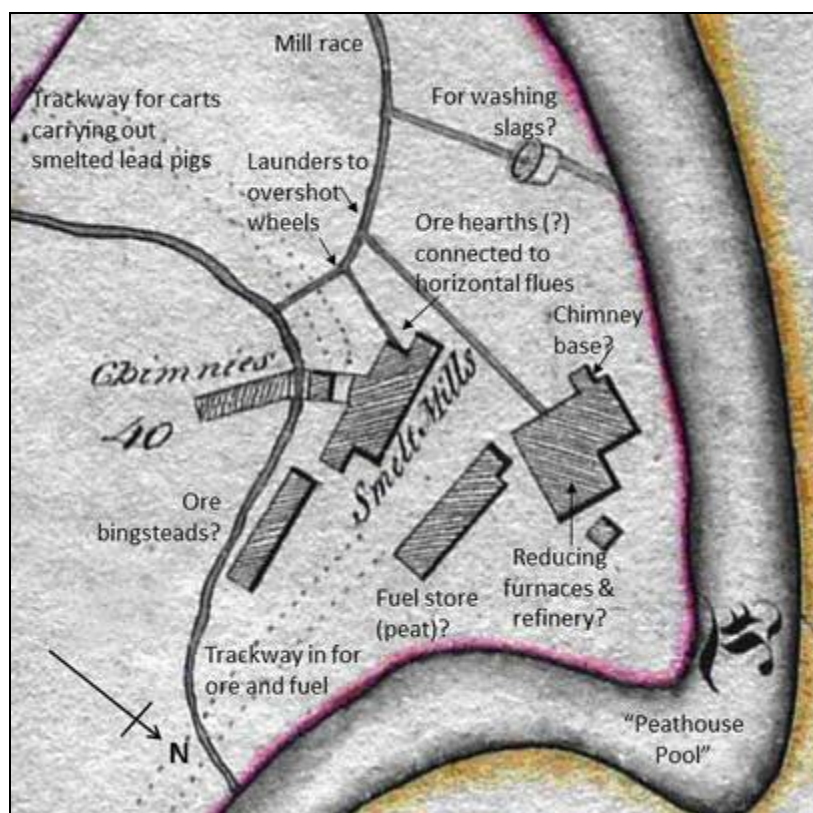 Mill race
Trackway for carts
carrying out
smelted lead pigs
For washing
slags?
Launders to
overshot
wheels
Ore hearths (?)
connected to
horizontal flues
Chimney
base?
Chimnies
40
Smelt Mills
Ore
bingsteads?
Fuel store
(peat)?
Reducing
furnaces &
refinery?
Trackway in for
ore and fuel
N
"Peathouse
Pool"